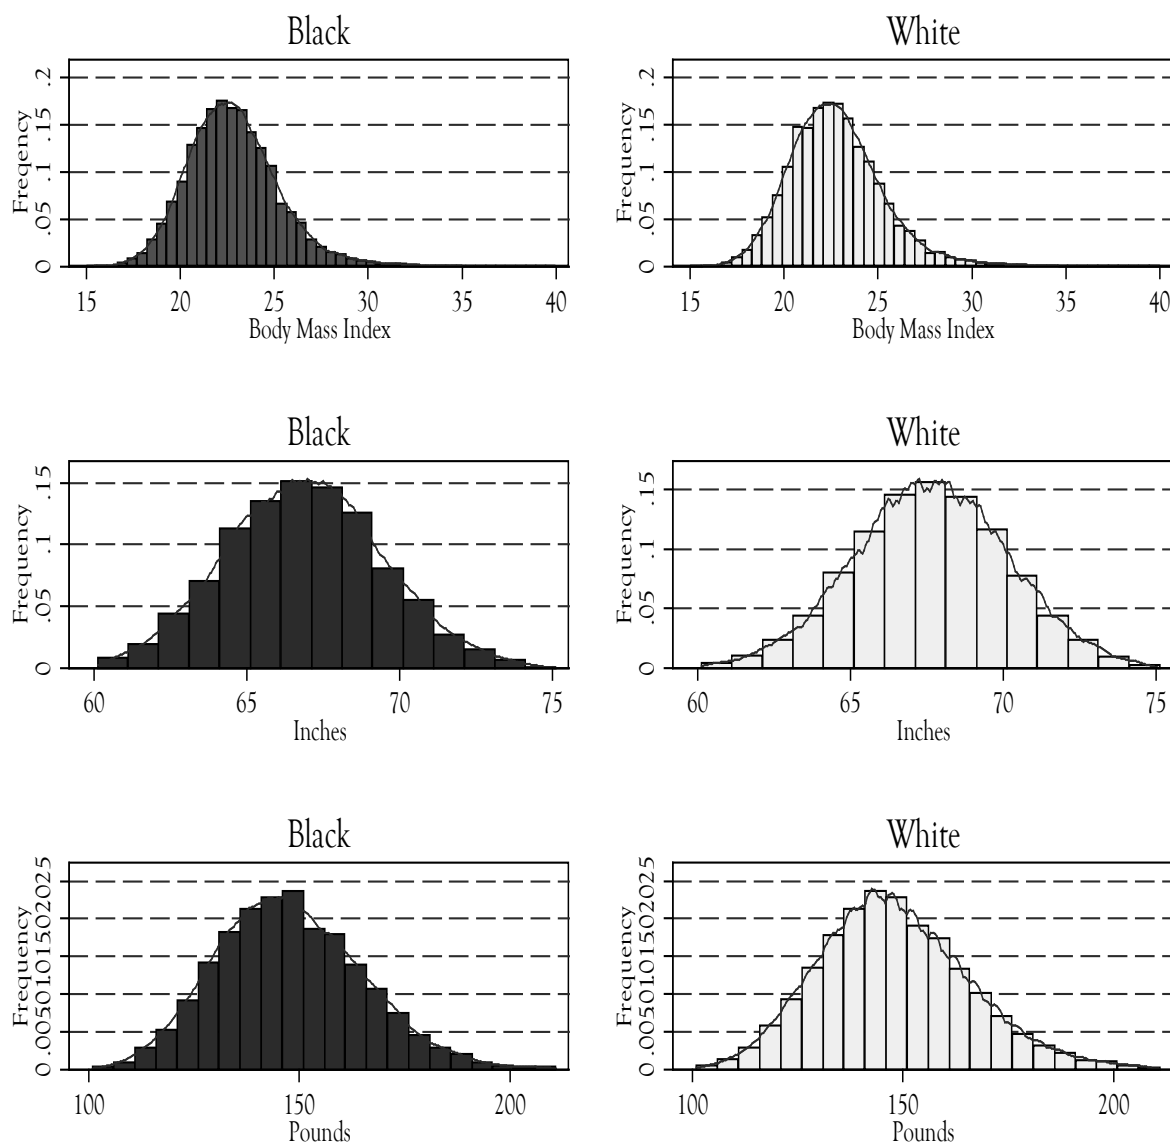 Black
Freqency
0 .05 .1 .15 .2
15 20 25 30 35 40
Body Mass Index
White
Frequency
0 .05 .1 .15 .2
15 20 25 30 35 40
Body Mass Index
Black
Frequency
0 .05 .1 .15
60 65 70 75
Inches
White
Frequency
0 .05 .1 .15
60 65 70 75
Inches
Black
Frequency
0 .005.01.015.02.025
100 150 200
Pounds
White
Frequency
0 .005.01.015.02.025
100 150 200
Pounds